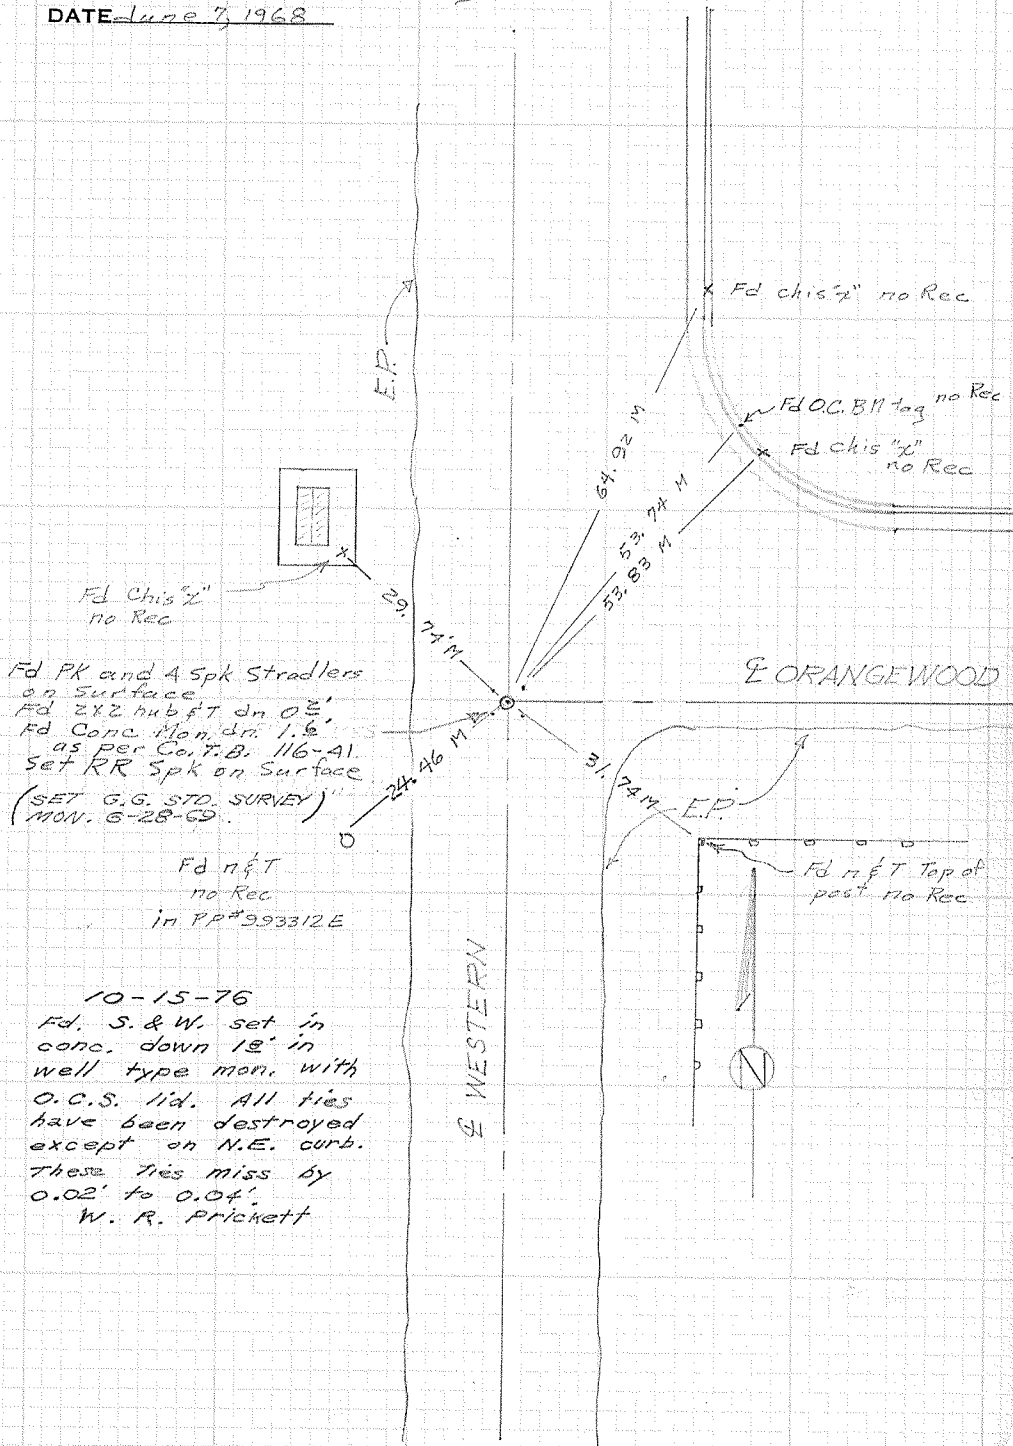 DATE June 7, 1968
Fd chis "x" no Rec
E.P.
Fd O.C. BM tag no Rec
Fd chis "x"
no Rec
64.92 M
53.74 M
53.83 M
Fd Chis "x"
no Rec
29.74' M
Fd PK and 4 Spk Stradlers
on Surface
Fd 2x2 hub & T dn
Fd Conc Mon. dn. 1.6'
as per Co. T.B. 116-41
Set RR Spk on Surface
(SET G.G. STD. SURVEY)
MON. 6-28-69.
℄ ORANGEWOOD
24.46 M
31.74 M
E.P.
Fd n & T
no Rec
in PP#993312E
Fd n & T Top of
post no Rec
℄ WESTERN
N
10-15-76
Fd. S. & W. set in
conc. down in
well type mon. with
O.C.S. lid. All ties
have been destroyed
except on N.E. curb.
These Ties miss by
0.02' to 0.04'.
W. R. Prickett